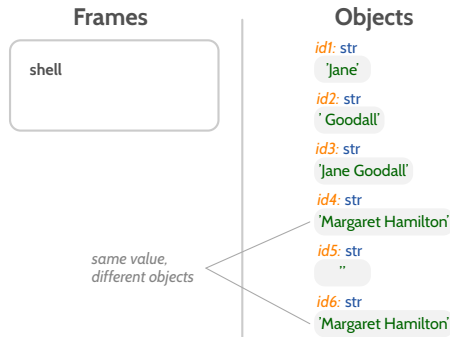 Frames
Objects
shell
id1: str
'Jane'
id2: str
' Goodall'
id3: str
'Jane Goodall'
id4: str
'Margaret Hamilton'
id5: str
''
id6: str
'Margaret Hamilton'
same value,
different objects